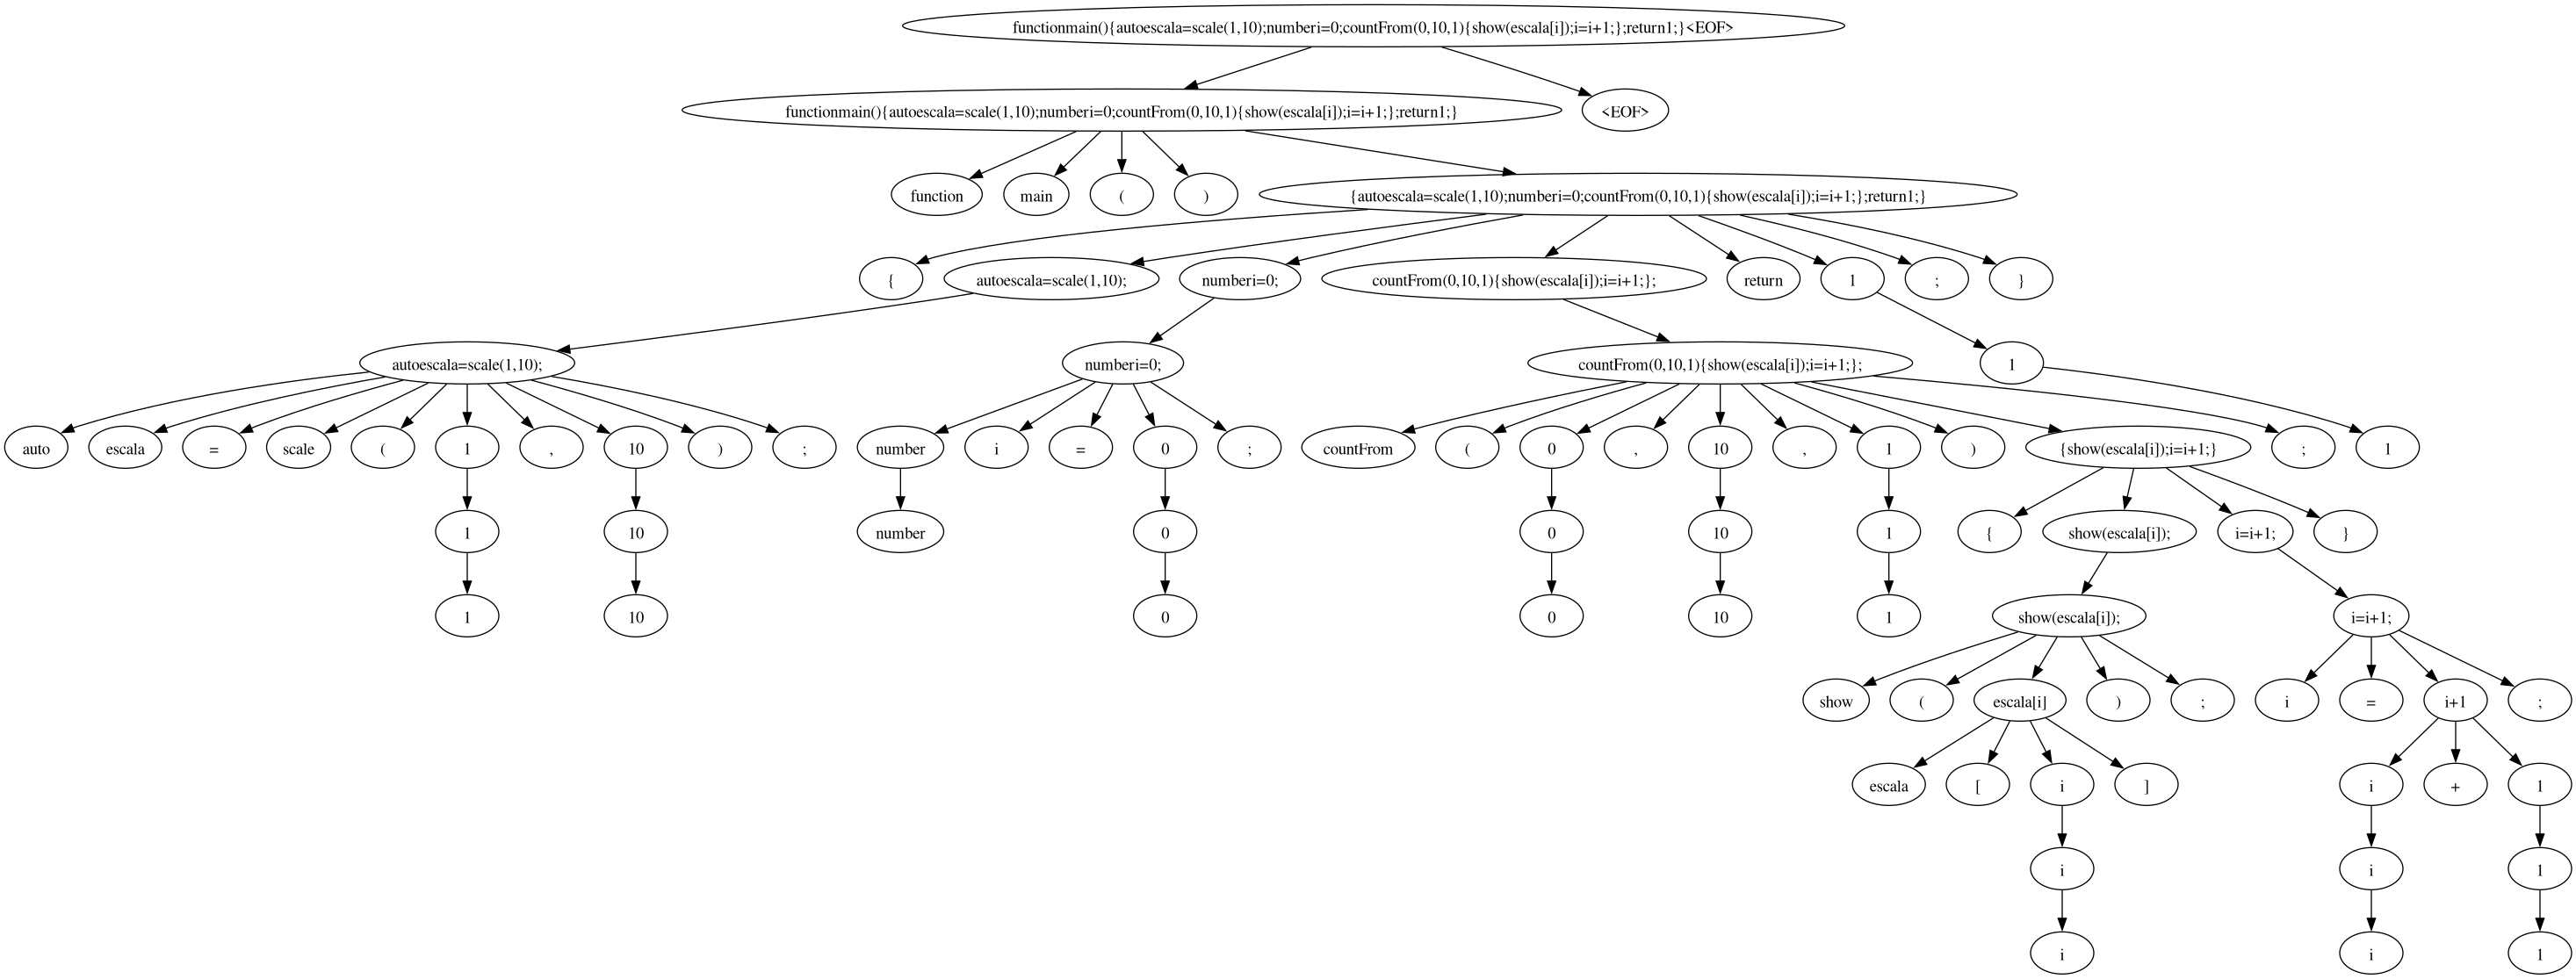 functionmain(){autoescala=scale(1,10);numberi=0;countFrom(0,10,1){show(escala[i]);i=i+1;};return1;}<EOF>
functionmain(){autoescala=scale(1,10);numberi=0;countFrom(0,10,1){show(escala[i]);i=i+1;};return1;}
<EOF>
function
main
(
)
{autoescala=scale(1,10);numberi=0;countFrom(0,10,1){show(escala[i]);i=i+1;};return1;}
{
autoescala=scale(1,10);
numberi=0;
countFrom(0,10,1){show(escala[i]);i=i+1;};
return
1
;
}
autoescala=scale(1,10);
numberi=0;
countFrom(0,10,1){show(escala[i]);i=i+1;};
1
auto
escala
=
scale
(
1
,
10
)
;
number
i
=
0
;
countFrom
(
0
,
10
,
1
)
{show(escala[i]);i=i+1;}
;
1
1
10
number
0
0
10
1
{
show(escala[i]);
i=i+1;
}
1
10
0
0
10
1
show(escala[i]);
i=i+1;
show
(
escala[i]
)
;
i
=
i+1
;
escala
[
i
]
i
+
1
i
i
1
i
i
1